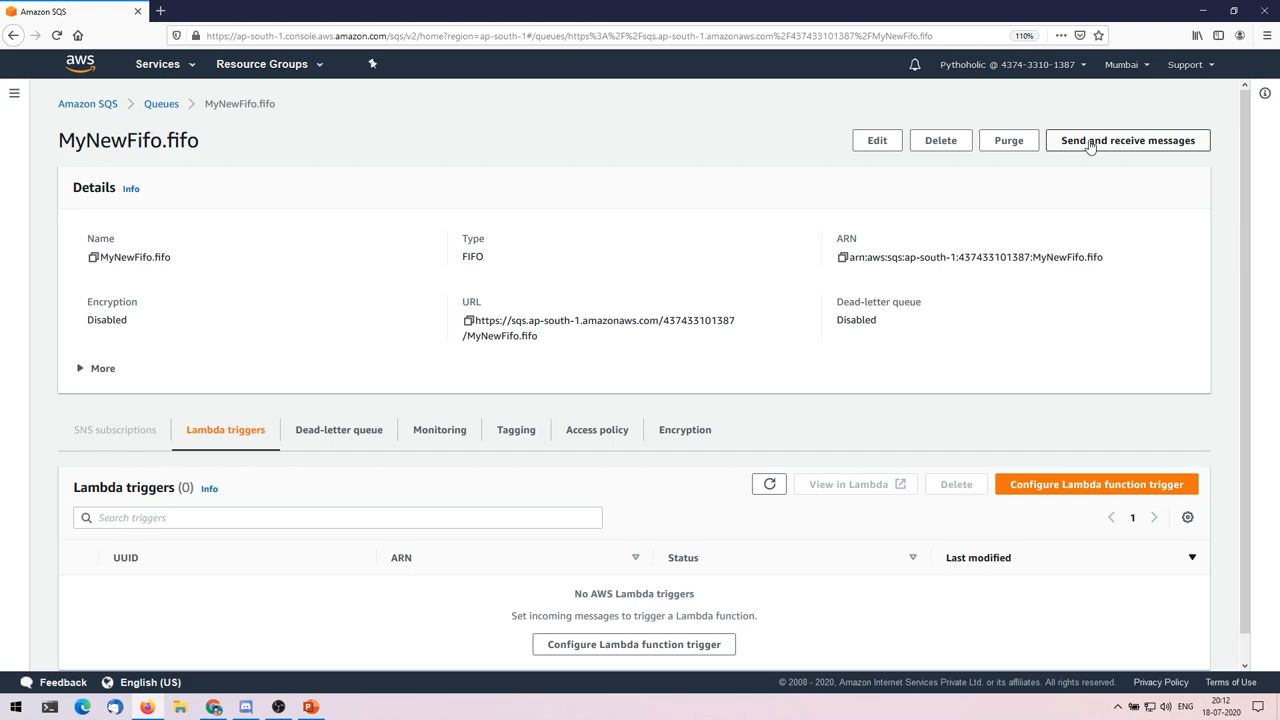 Amazon SQS
https://ap-south-1.console.aws.amazon.com/sqs/v2/home?region=ap-south-1#/queues/https%3A%2F%2Fsqs.ap-south-1.amazonaws.com%2F437433101387%2FMyNewFifo.fifo
110%
aws
Services
Resource Groups
Pythoholic @ 4374-3310-1387
Mumbai
Support
Amazon SQS
Queues
MyNewFifo.fifo
MyNewFifo.fifo
Edit
Delete
Purge
Send and receive messages
Details
Info
Name
MyNewFifo.fifo
Type
FIFO
ARN
arn:aws:sqs:ap-south-1:437433101387:MyNewFifo.fifo
Encryption
Disabled
URL
https://sqs.ap-south-1.amazonaws.com/437433101387
/MyNewFifo.fifo
Dead-letter queue
Disabled
More
SNS subscriptions
Lambda triggers
Dead-letter queue
Monitoring
Tagging
Access policy
Encryption
Lambda triggers (0)
Info
View in Lambda
Delete
Configure Lambda function trigger
Search triggers
1
UUID
ARN
Status
Last modified
No AWS Lambda triggers
Set incoming messages to trigger a Lambda function.
Configure Lambda function trigger
Feedback
English (US)
© 2008 - 2020, Amazon Internet Services Private Ltd. or its affiliates. All rights reserved.
Privacy Policy
Terms of Use
ENG
20:12
18-07-2020